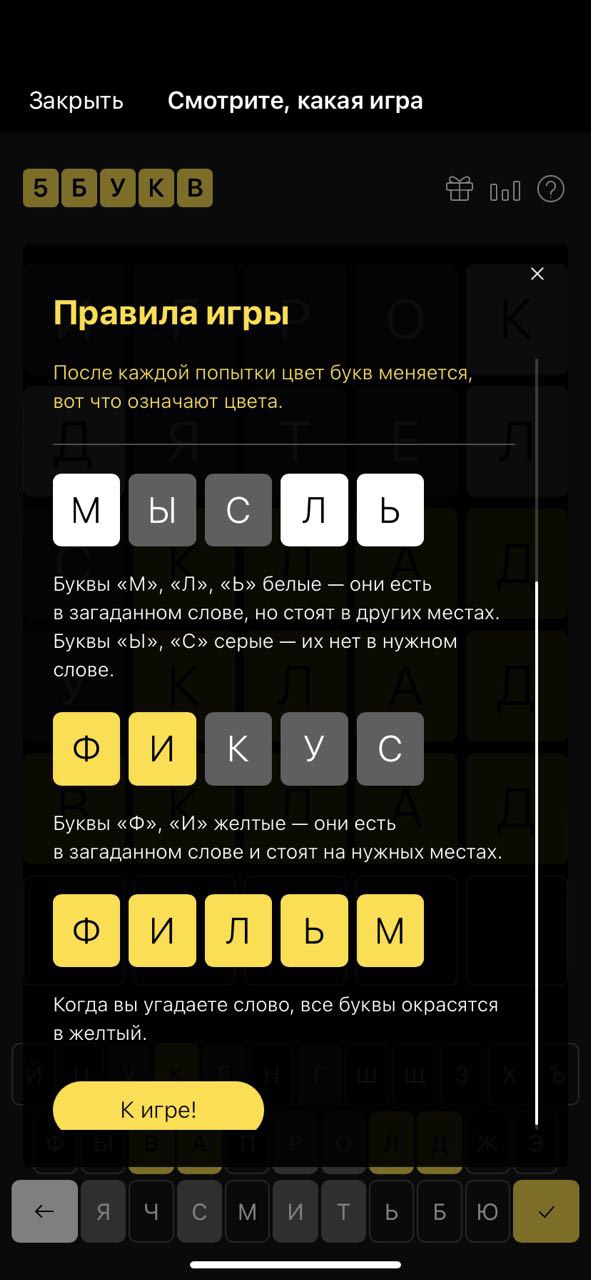 Закрыть Смотрите, какая игра
5 Б У К В
Правила игры
После каждой попытки цвет букв меняется,
вот что означают цвета.
М Ы С Л Ь
Буквы «М», «Л», «Ь» белые — они есть
в загаданном слове, но стоят в других местах.
Буквы «Ы», «С» серые — их нет в нужном
слове.
Ф И К У С
Буквы «Ф», «И» желтые — они есть
в загаданном слове и стоят на нужных местах.
Ф И Л Ь М
Когда вы угадаете слово, все буквы окрасятся
в желтый.
К игре!
Й Ц У К Е Н Г Ш Щ З Х Ъ
Ф Ы В А П Р О Л Д Ж Э
Я Ч С М И Т Ь Б Ю